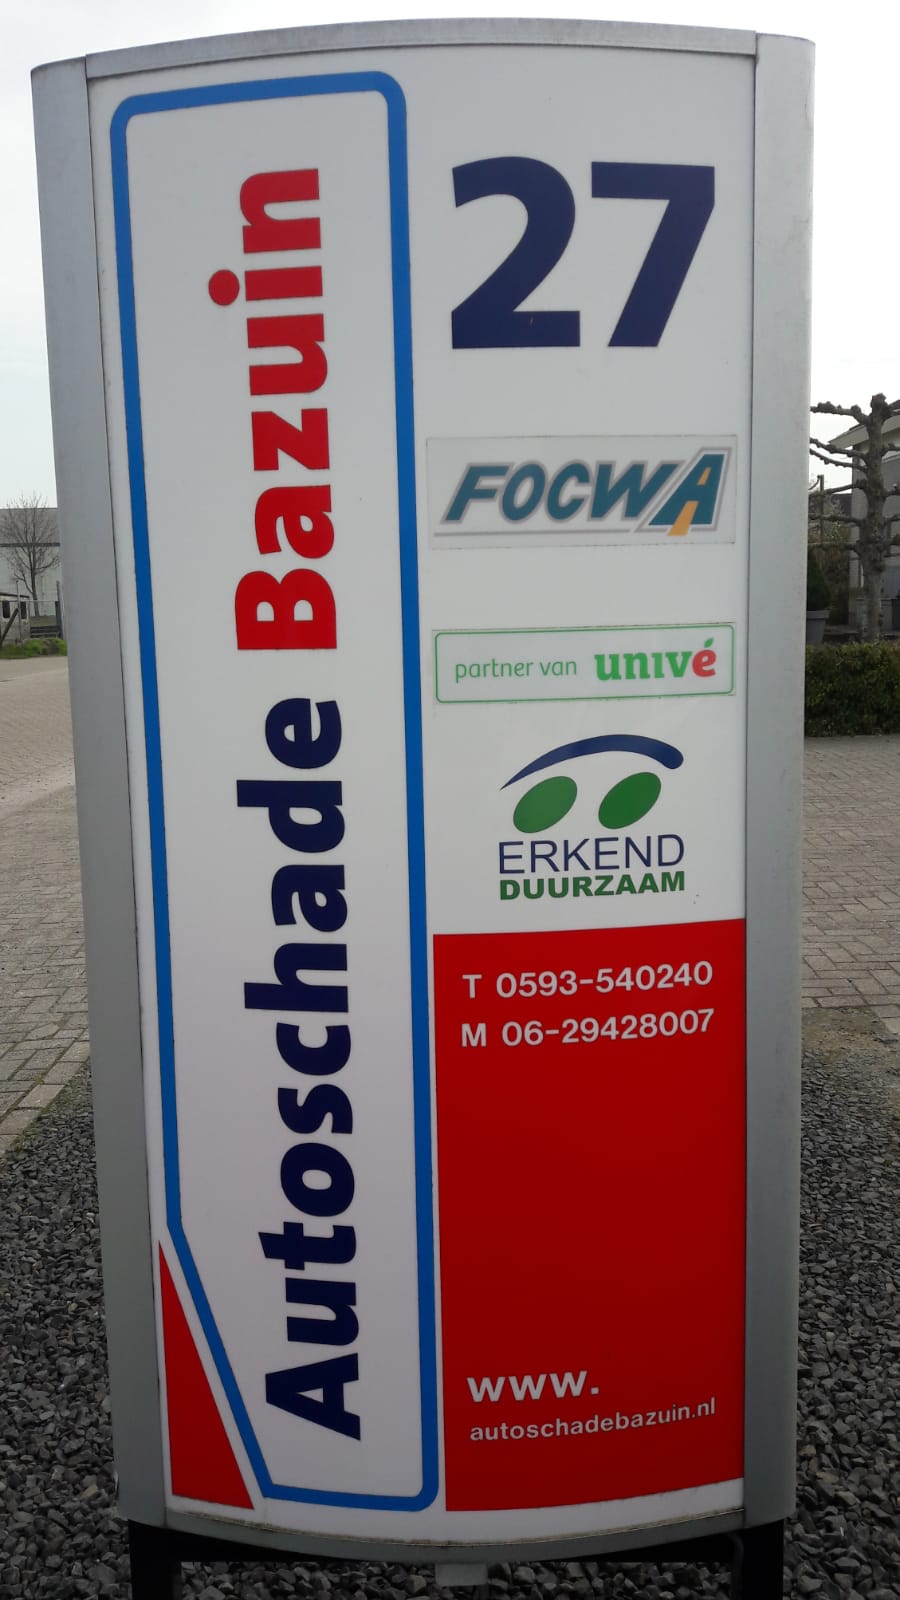 Autoschade Bazuin
27
FOCWA
partner van univé
ERKEND
DUURZAAM
T 0593-540240
M 06-29428007
www.
autoschadebazuin.nl